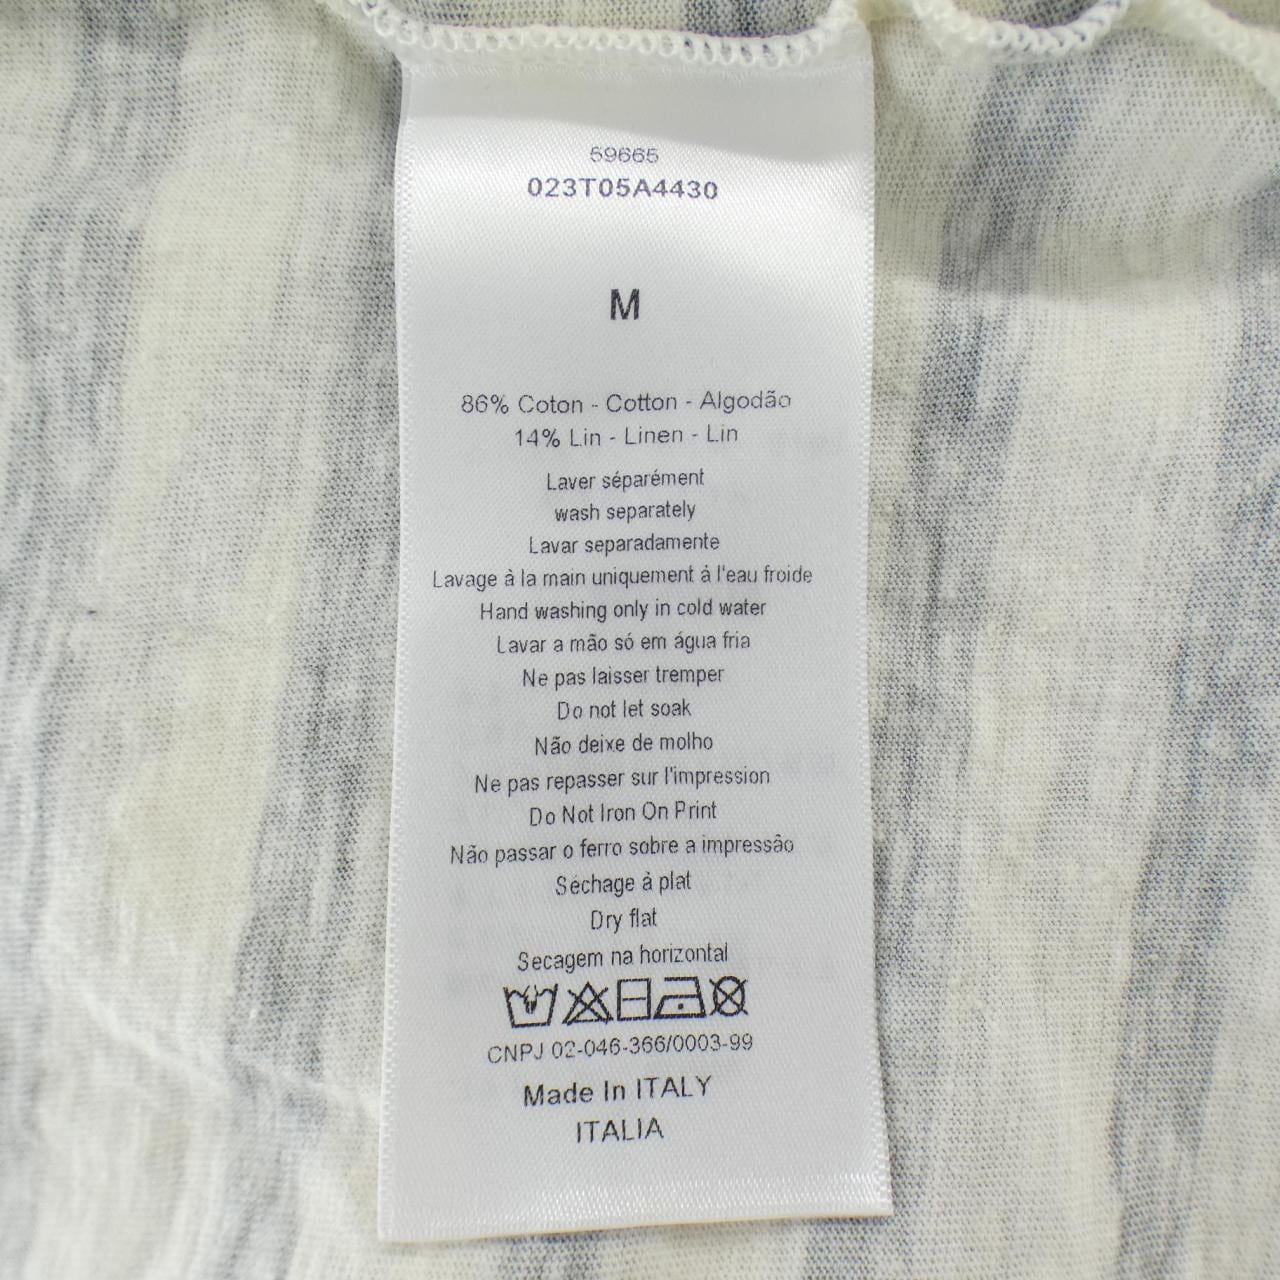 59665
023T05A4430
M
86% Coton - Cotton - Algodão
14% Lin - Linen - Lin
Laver séparément
wash separately
Lavar separadamente
Lavage à la main uniquement à l'eau froide
Hand washing only in cold water
Lavar a mão só em água fria
Ne pas laisser tremper
Do not let soak
Não deixe de molho
Ne pas repasser sur l'impression
Do Not Iron On Print
Não passar o ferro sobre a impressão
Séchage à plat
Dry flat
Secagem na horizontal
CNPJ 02-046-366/0003-99
Made In ITALY
ITALIA